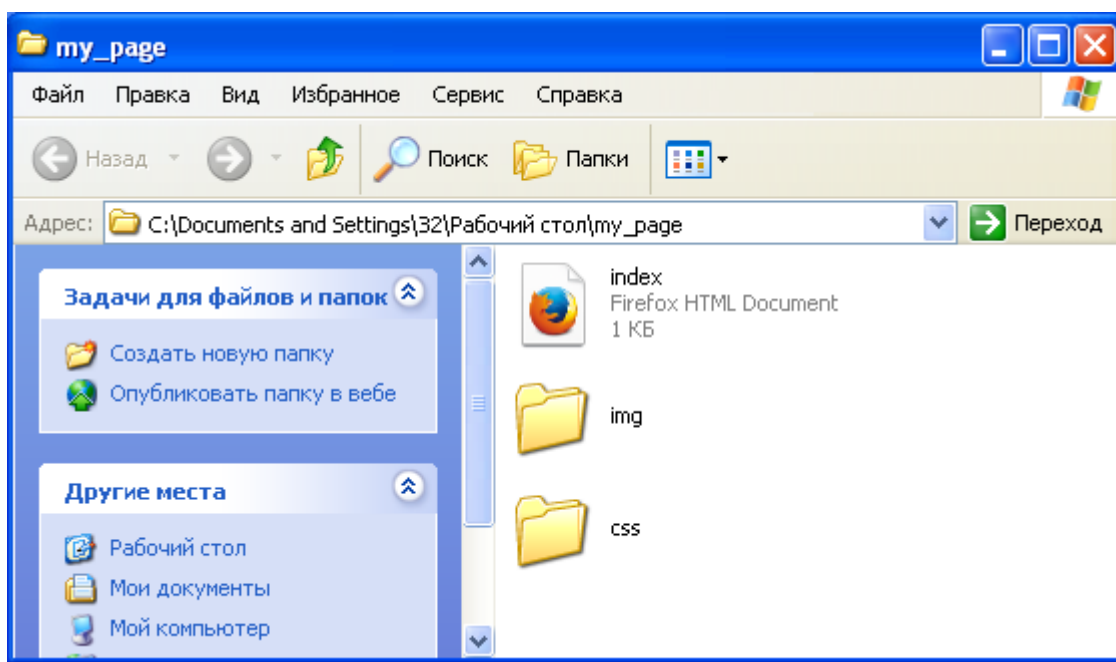 my_page
Файл Правка Вид Избранное Сервис Справка
Назад Поиск Папки
Адрес: C:\Documents and Settings\32\Рабочий стол\my_page Переход
Задачи для файлов и папок
Создать новую папку
Опубликовать папку в вебе
Другие места
Рабочий стол
Мои документы
Мой компьютер
index
Firefox HTML Document
1 КБ
img
css